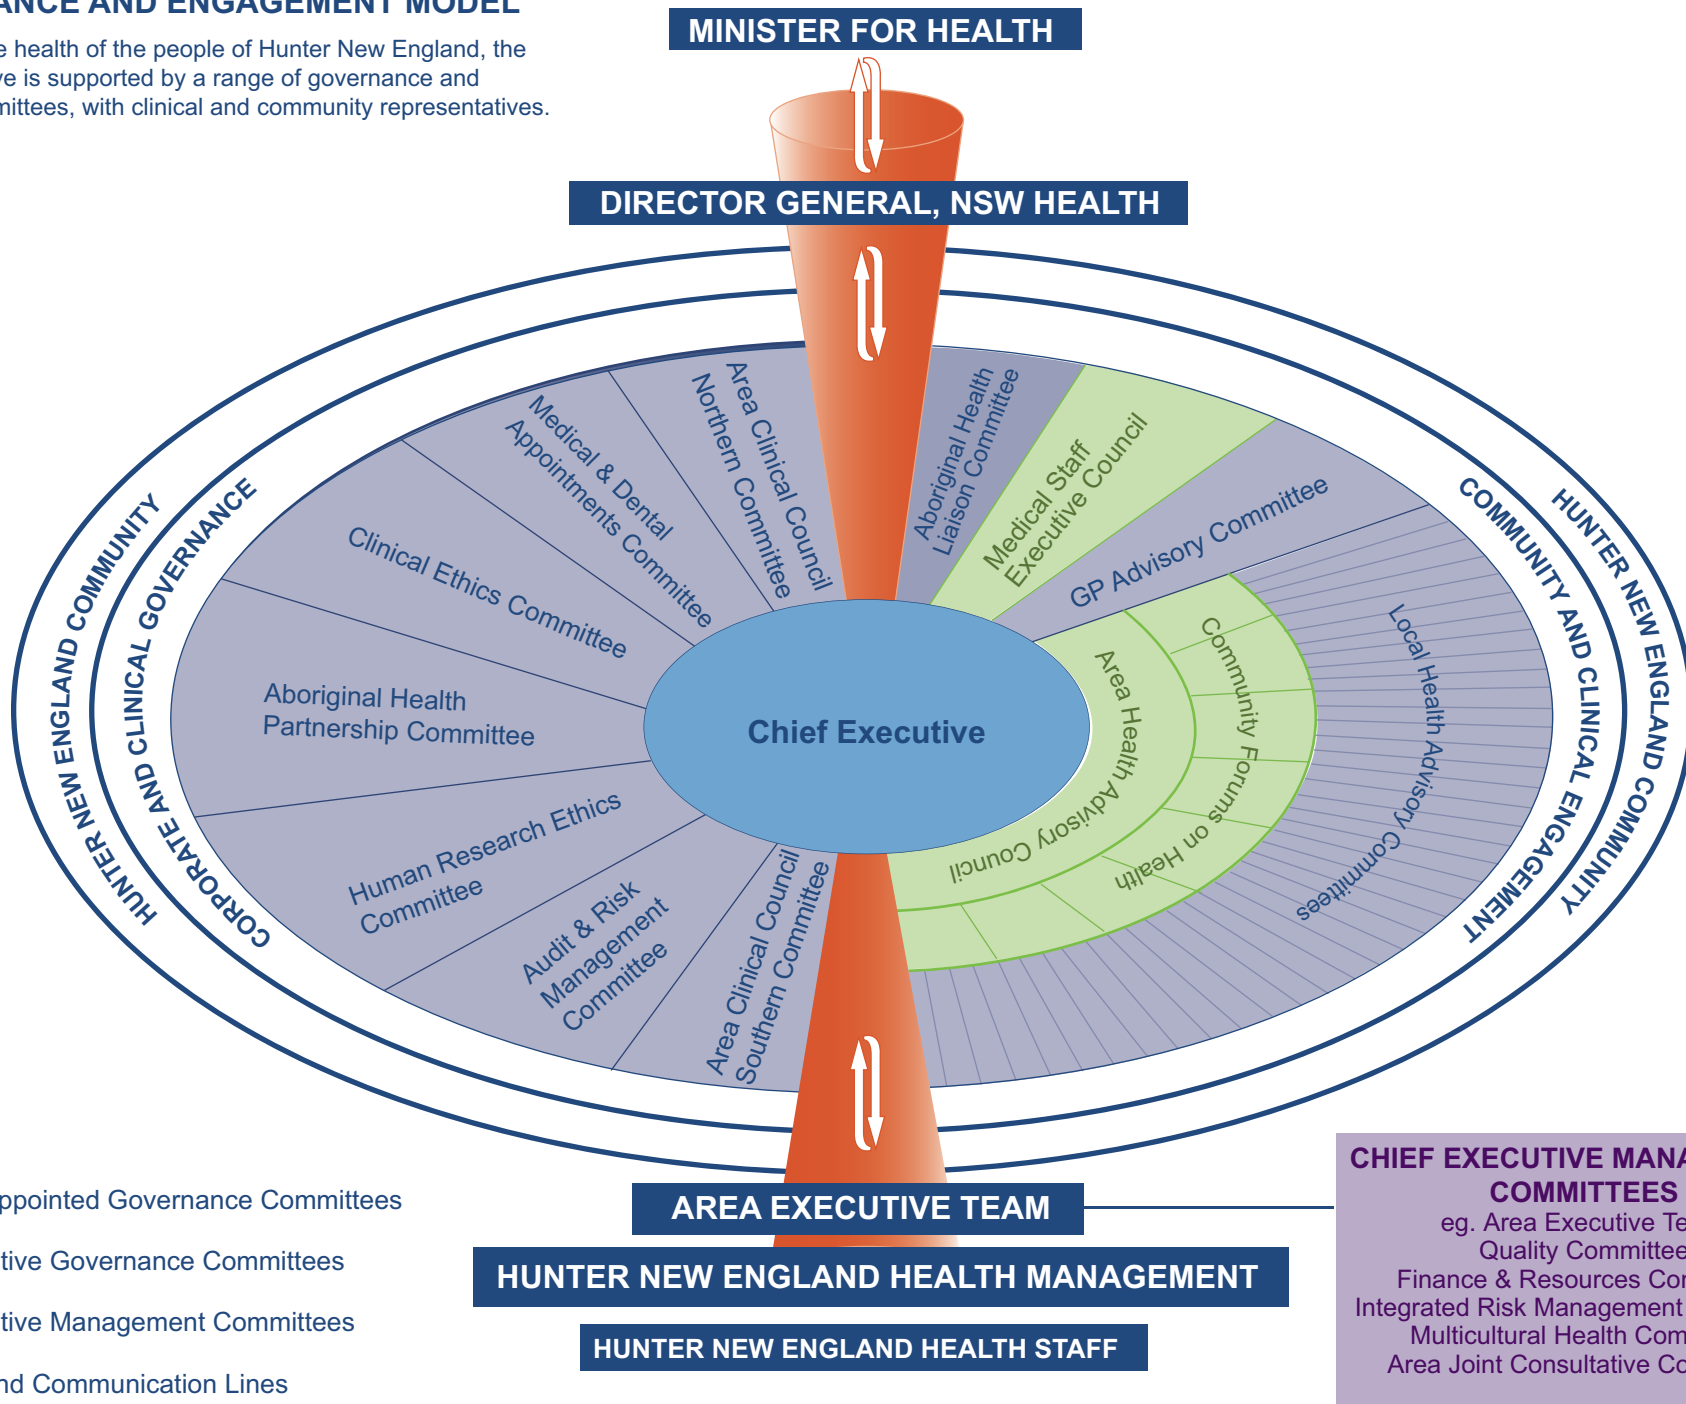 ANCE AND ENGAGEMENT MODEL
e health of the people of Hunter New England, the
ve is supported by a range of governance and
mittees, with clinical and community representatives.
MINISTER FOR HEALTH
DIRECTOR GENERAL, NSW HEALTH
HUNTER NEW ENGLAND COMMUNITY
CORPORATE AND CLINICAL GOVERNANCE
COMMUNITY AND CLINICAL ENGAGEMENT
HUNTER NEW ENGLAND COMMUNITY
Area Clinical Council
Northern Committee
Medical & Dental
Appointments Committee
Clinical Ethics Committee
Aboriginal Health
Partnership Committee
Human Research Ethics
Committee
Audit & Risk
Management
Committee
Area Clinical Council
Southern Committee
Aboriginal Health
Liaison Committee
Medical Staff
Executive Council
GP Advisory Committee
Local Health Advisory Committees
Community Forums on Health
Area Health Advisory Council
Chief Executive
AREA EXECUTIVE TEAM
HUNTER NEW ENGLAND HEALTH MANAGEMENT
HUNTER NEW ENGLAND HEALTH STAFF
ppointed Governance Committees
tive Governance Committees
tive Management Committees
nd Communication Lines
CHIEF EXECUTIVE MANA
COMMITTEES
eg. Area Executive Te
Quality Committee
Finance & Resources Co
Integrated Risk Management
Multicultural Health Com
Area Joint Consultative Co